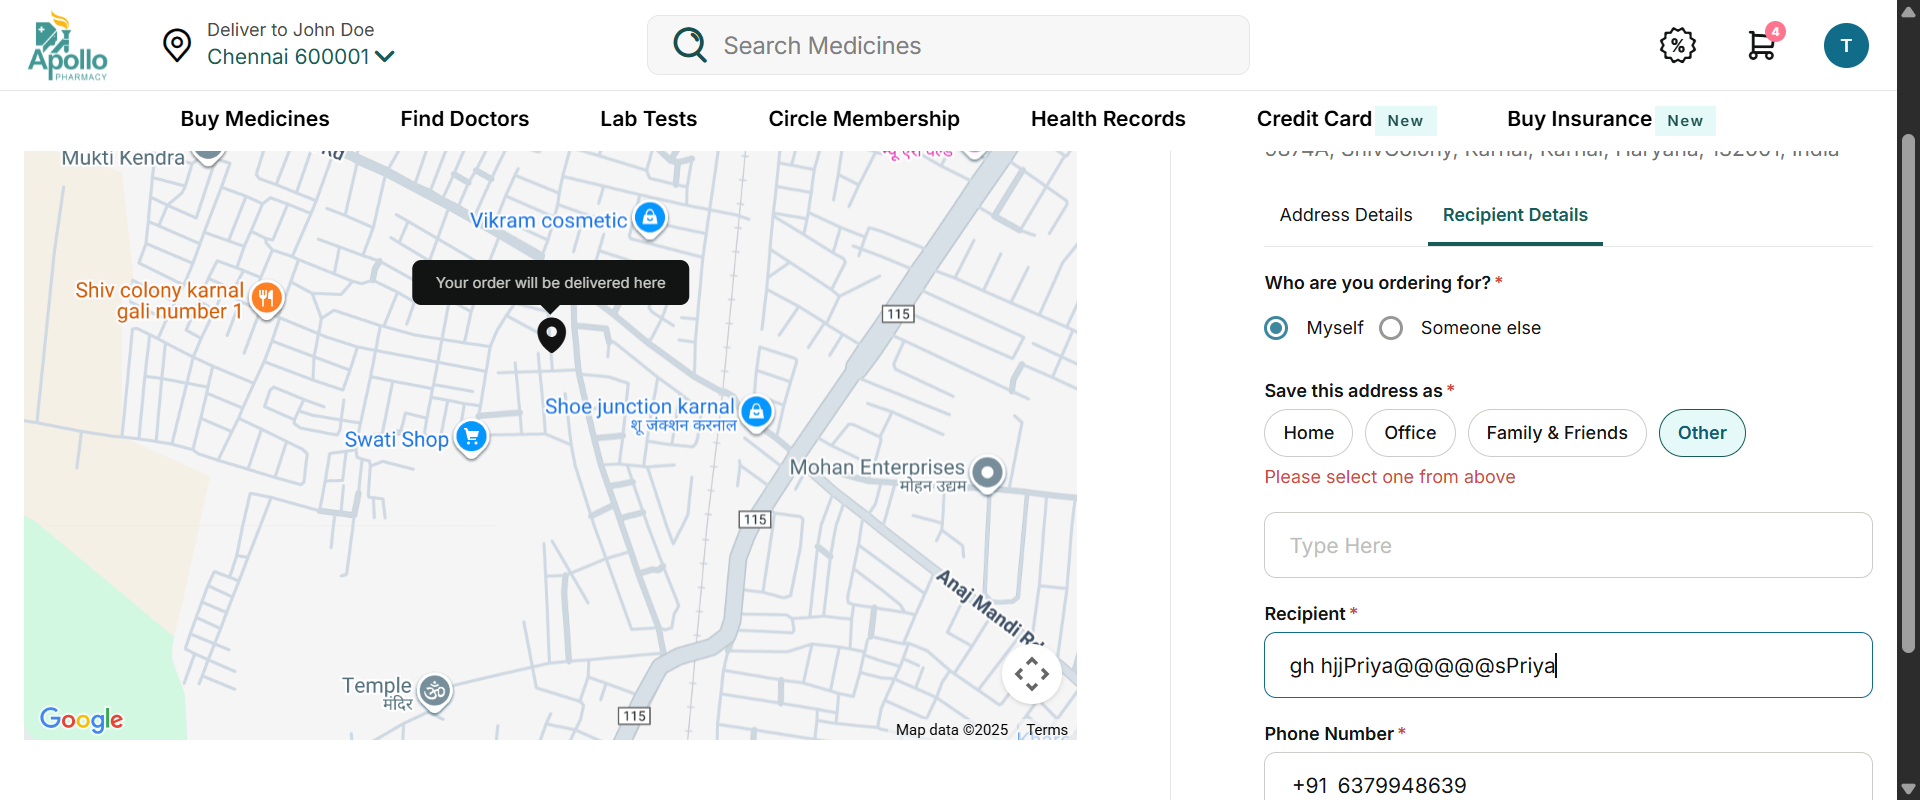 Apollo
PHARMACY
Deliver to John Doe
Chennai 600001
Search Medicines
4
T
Buy Medicines
Find Doctors
Lab Tests
Circle Membership
Health Records
Credit Card New
Buy Insurance New
Mukti Kendra
Rd
Vikram cosmetic
Your order will be delivered here
Shiv colony karnal
gali number 1
115
Shoe junction karnal
शू जंक्शन करनाल
Swati Shop
Mohan Enterprises
मोहन उद्यम
115
Anaj Mandi Rd
Temple
मंदिर
115
Google
Map data ©2025
Terms
9874A, ShivColony, Karnal, Karnal, Haryana, 132001, India
Address Details
Recipient Details
Who are you ordering for? *
Myself
Someone else
Save this address as *
Home
Office
Family & Friends
Other
Please select one from above
Type Here
Recipient *
gh hjjPriya@@@@@sPriya
Phone Number *
+91 6379948639